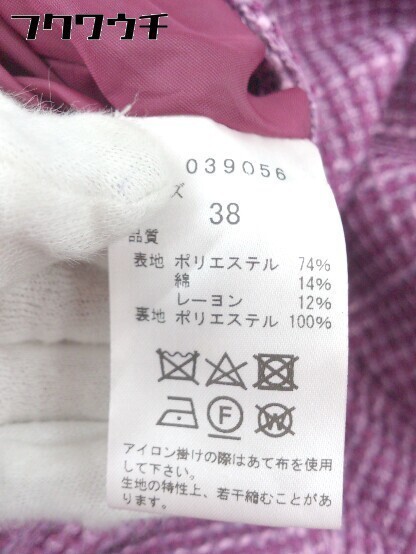 フクワウチ
039056
ズ
38
品質
表地 ポリエステル 74%
綿 14%
レーヨン 12%
裏地 ポリエステル 100%
F W
アイロン掛けの際はあて布を使用
して下さい。
生地の特性上、若干縮むことがあ
ります。